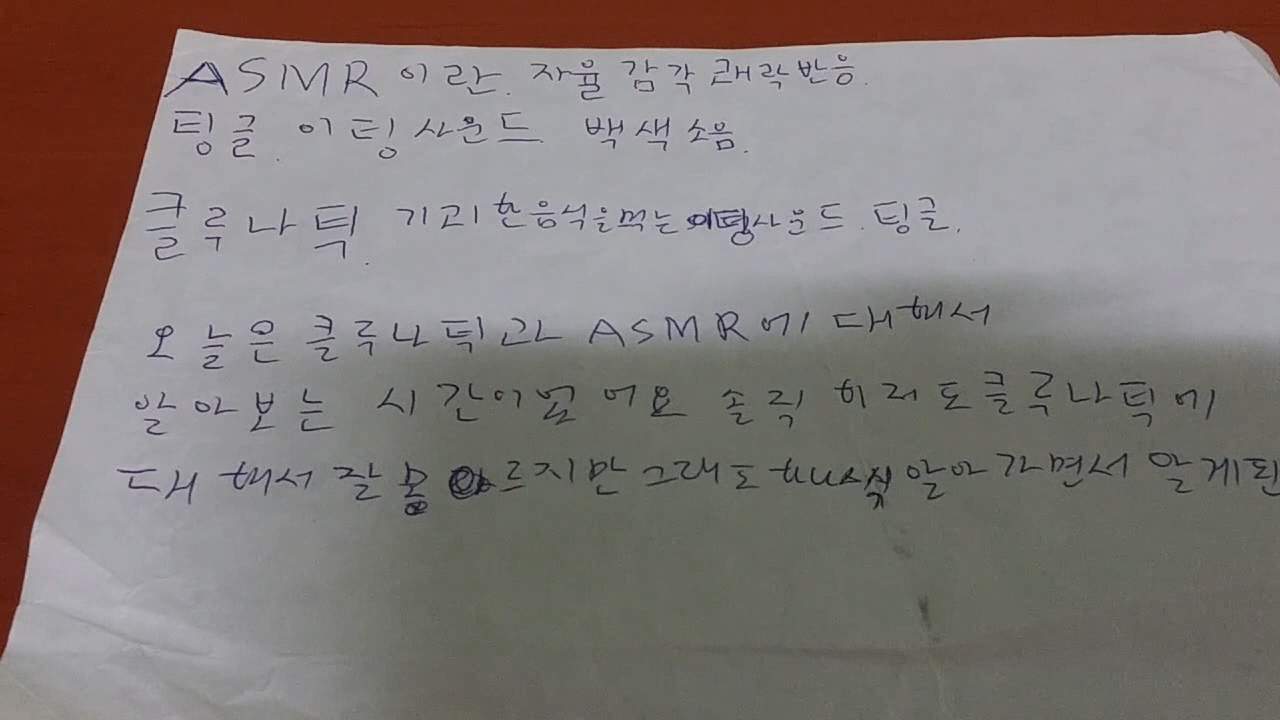 ASMR 이란. 자율 감각 쾌락 반응.
팅글. 이팅사운드. 백색소음.
클루나틱. 기괴한 음식을 먹는 이팅사운드. 팅글.
오늘은 클루나틱과 ASMR에 대해서
알아보는 시간이었어요 솔직히 저도 클루나틱에
대해서 잘 모르지만 그래도 알아가면서 알게된